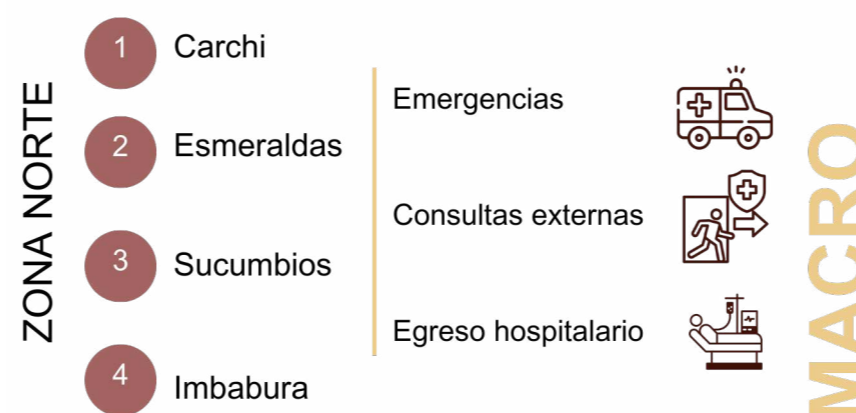 ZONA NORTE
1 Carchi
2 Esmeraldas
3 Sucumbios
4 Imbabura
Emergencias
Consultas externas
Egreso hospitalario
MACRO